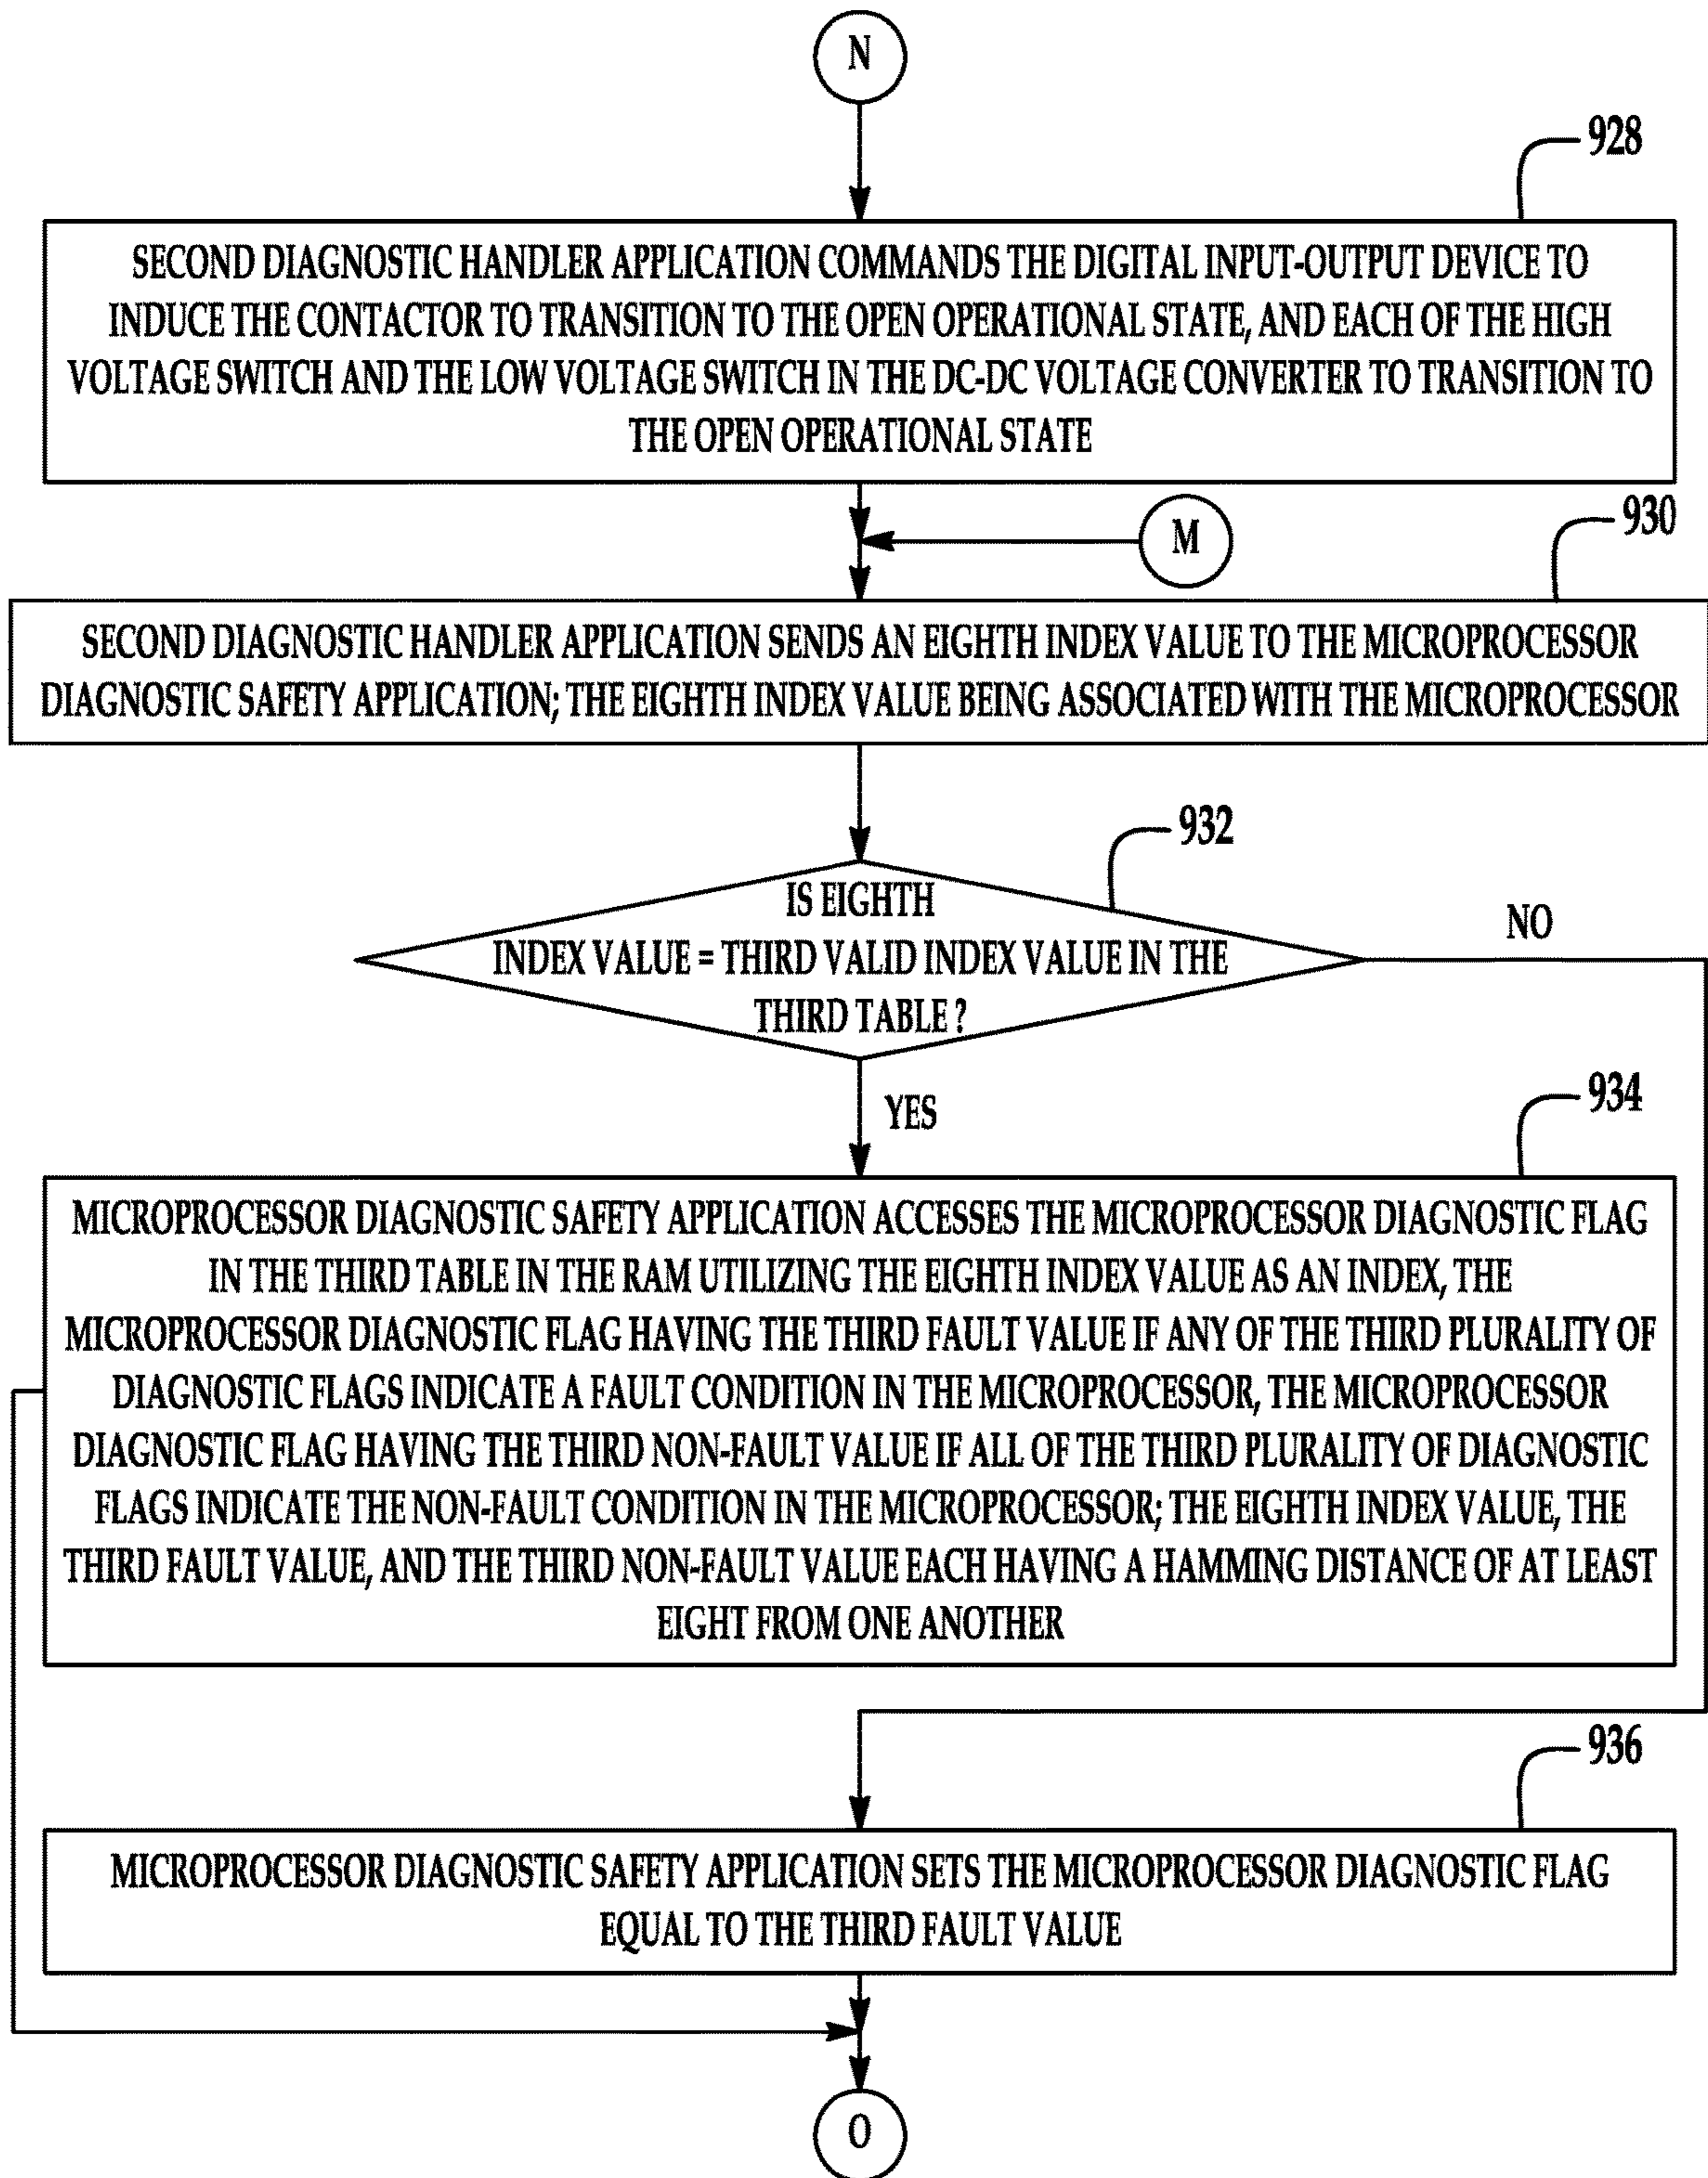 N
928
SECOND DIAGNOSTIC HANDLER APPLICATION COMMANDS THE DIGITAL INPUT-OUTPUT DEVICE TO
INDUCE THE CONTACTOR TO TRANSITION TO THE OPEN OPERATIONAL STATE, AND EACH OF THE HIGH
VOLTAGE SWITCH AND THE LOW VOLTAGE SWITCH IN THE DC-DC VOLTAGE CONVERTER TO TRANSITION TO
THE OPEN OPERATIONAL STATE
M
930
SECOND DIAGNOSTIC HANDLER APPLICATION SENDS AN EIGHTH INDEX VALUE TO THE MICROPROCESSOR
DIAGNOSTIC SAFETY APPLICATION; THE EIGHTH INDEX VALUE BEING ASSOCIATED WITH THE MICROPROCESSOR
932
IS EIGHTH
INDEX VALUE = THIRD VALID INDEX VALUE IN THE
THIRD TABLE ?
NO
YES
934
MICROPROCESSOR DIAGNOSTIC SAFETY APPLICATION ACCESSES THE MICROPROCESSOR DIAGNOSTIC FLAG
IN THE THIRD TABLE IN THE RAM UTILIZING THE EIGHTH INDEX VALUE AS AN INDEX, THE
MICROPROCESSOR DIAGNOSTIC FLAG HAVING THE THIRD FAULT VALUE IF ANY OF THE THIRD PLURALITY OF
DIAGNOSTIC FLAGS INDICATE A FAULT CONDITION IN THE MICROPROCESSOR, THE MICROPROCESSOR
DIAGNOSTIC FLAG HAVING THE THIRD NON-FAULT VALUE IF ALL OF THE THIRD PLURALITY OF DIAGNOSTIC
FLAGS INDICATE THE NON-FAULT CONDITION IN THE MICROPROCESSOR; THE EIGHTH INDEX VALUE, THE
THIRD FAULT VALUE, AND THE THIRD NON-FAULT VALUE EACH HAVING A HAMMING DISTANCE OF AT LEAST
EIGHT FROM ONE ANOTHER
936
MICROPROCESSOR DIAGNOSTIC SAFETY APPLICATION SETS THE MICROPROCESSOR DIAGNOSTIC FLAG
EQUAL TO THE THIRD FAULT VALUE
O